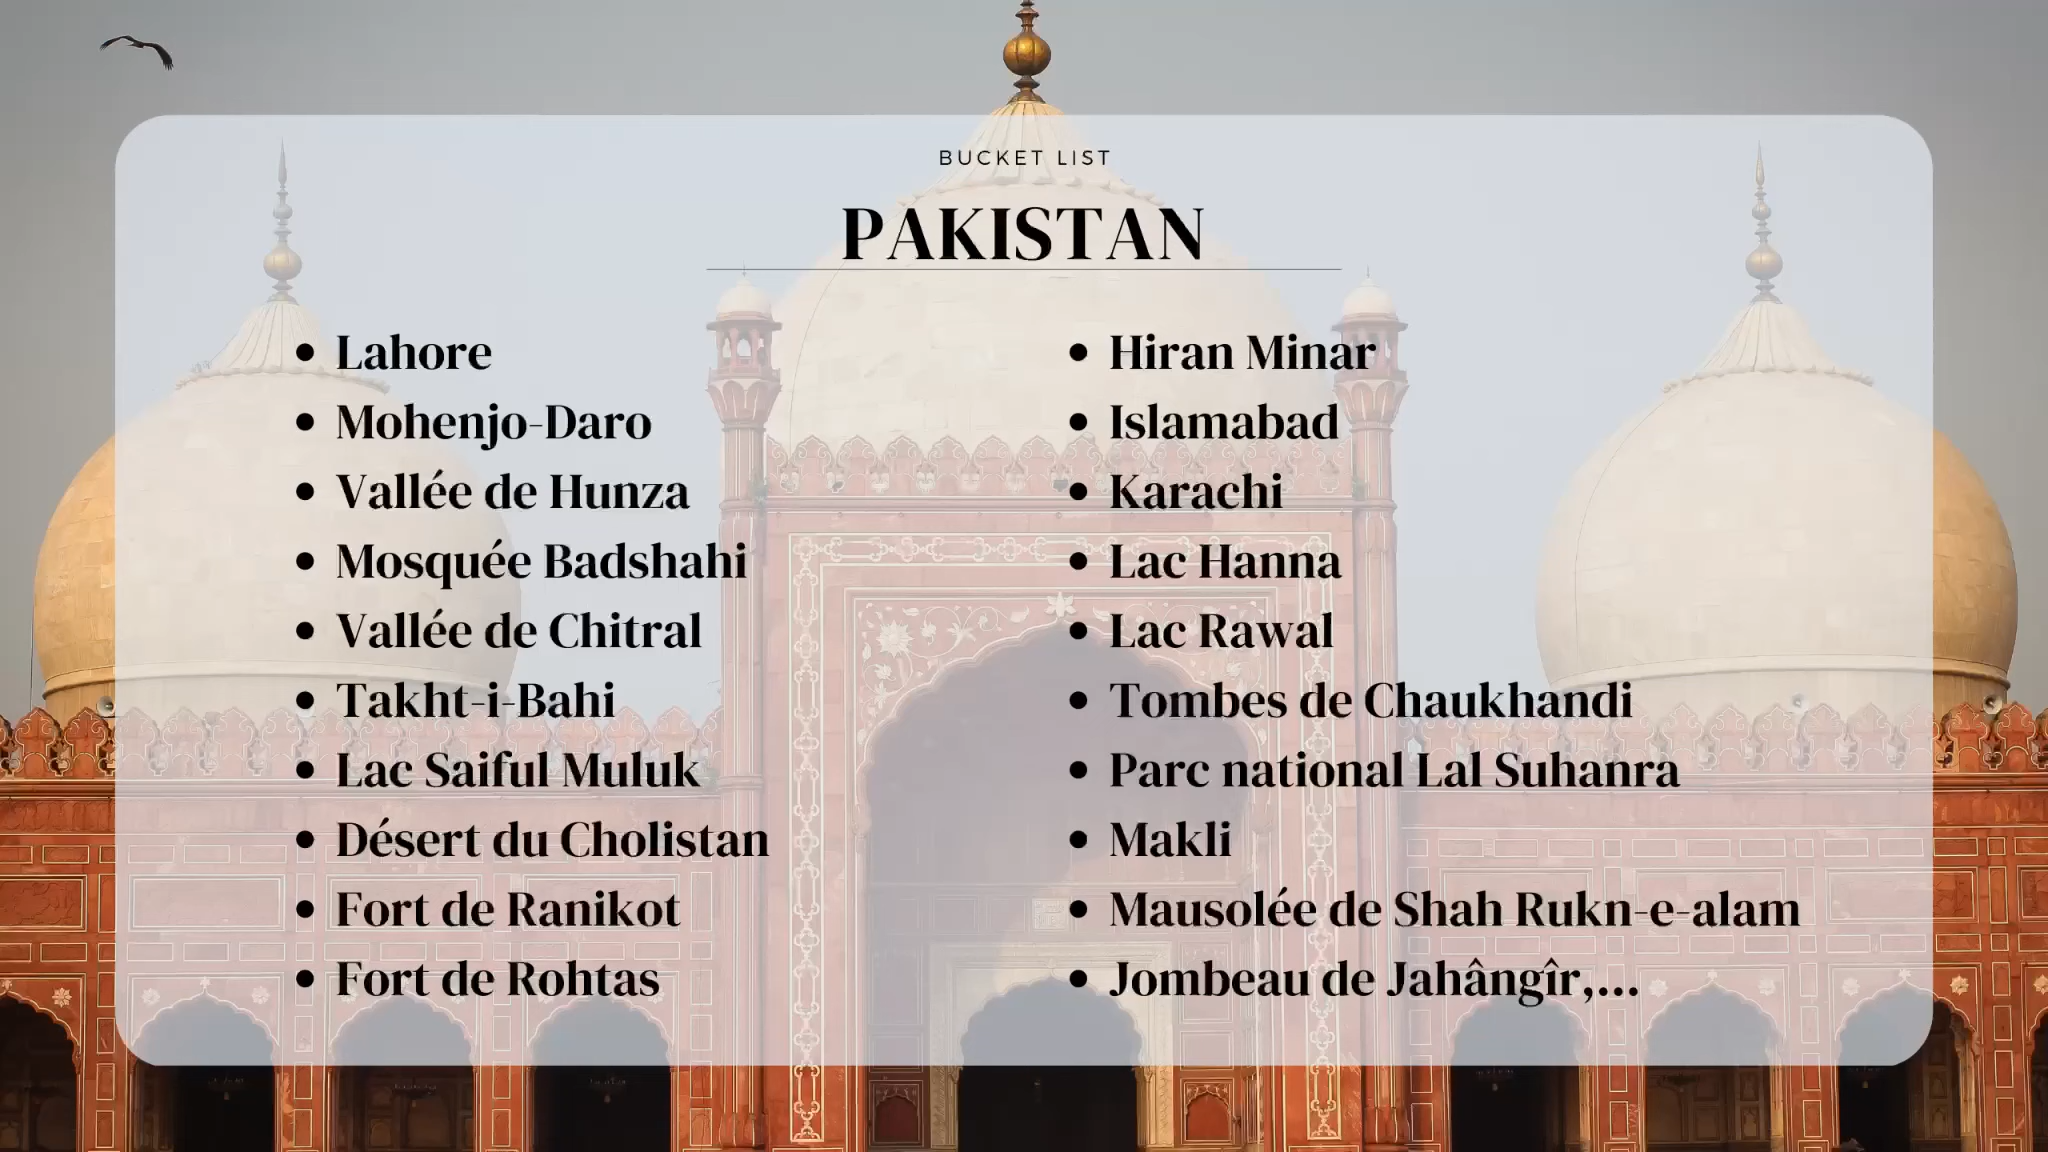 BUCKET LIST
PAKISTAN
• Lahore
• Mohenjo-Daro
• Vallée de Hunza
• Mosquée Badshahi
• Vallée de Chitral
• Takht-i-Bahi
• Lac Saiful Muluk
• Désert du Cholistan
• Fort de Ranikot
• Fort de Rohtas
• Hiran Minar
• Islamabad
• Karachi
• Lac Hanna
• Lac Rawal
• Tombes de Chaukhandi
• Parc national Lal Suhanra
• Makli
• Mausolée de Shah Rukn-e-alam
• Jombeau de Jahângîr,...